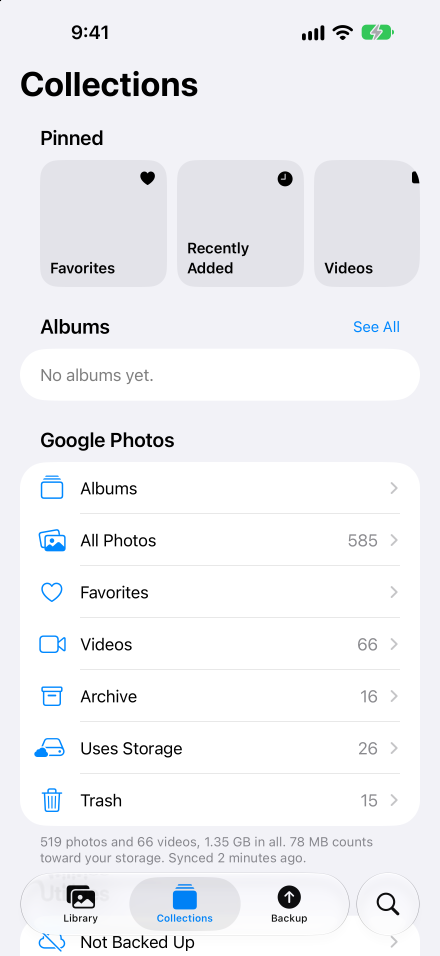 9:41
Collections
Pinned
Favorites
Recently
Added
Videos
Albums
See All
No albums yet.
Google Photos
Albums
All Photos
585
Favorites
Videos
66
Archive
16
Uses Storage
26
Trash
15
519 photos and 66 videos, 1.35 GB in all. 78 MB counts
toward your storage. Synced 2 minutes ago.
Library
Collections
Backup
Not Backed Up